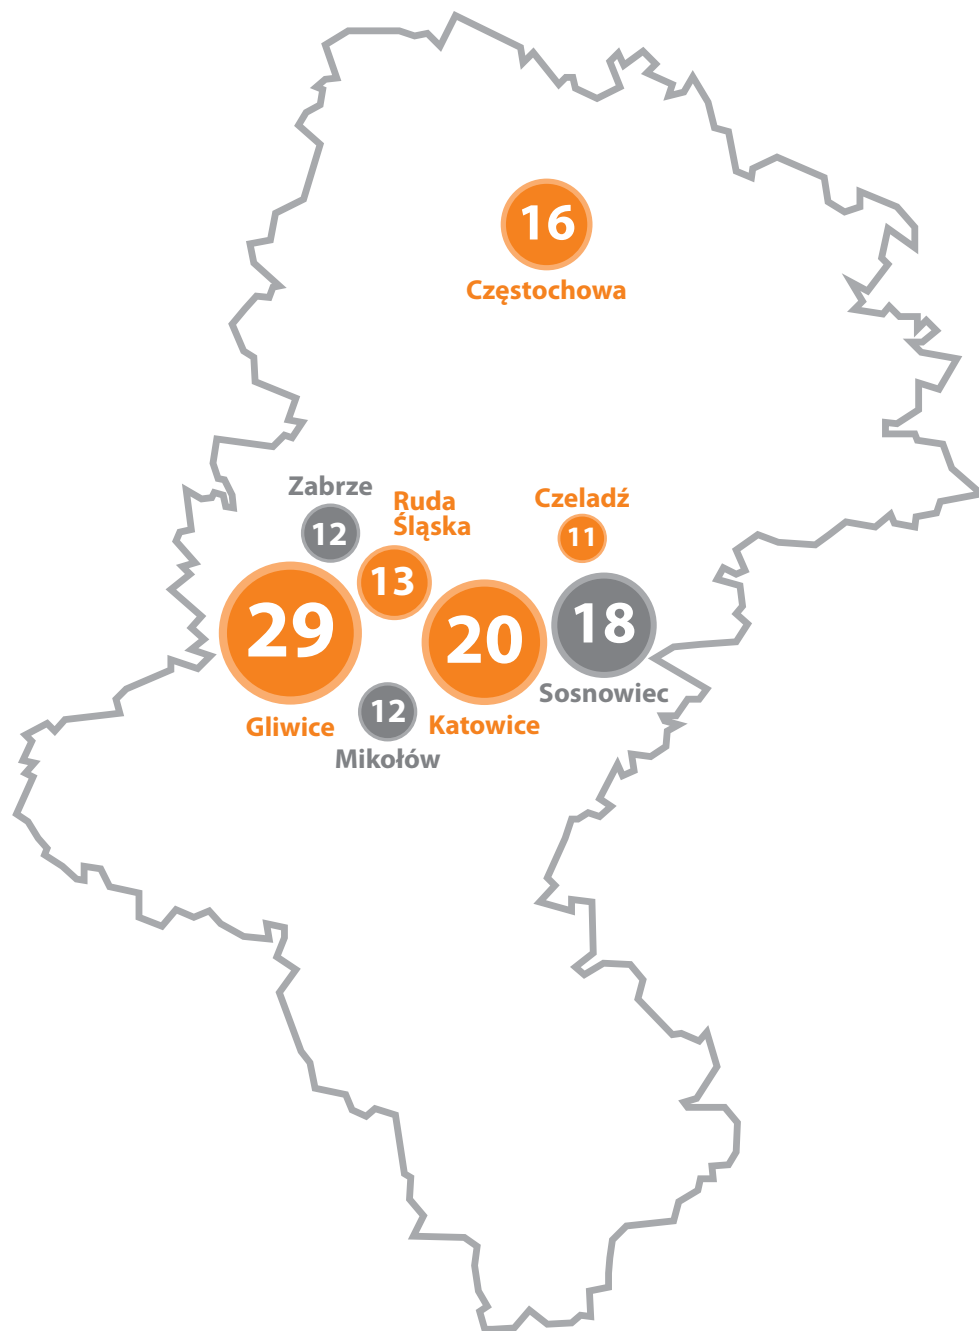 16
Częstochowa
Zabrze
12
Ruda
Śląska
13
Czeladź
11
29
Gliwice
20
Katowice
18
Sosnowiec
12
Mikołów